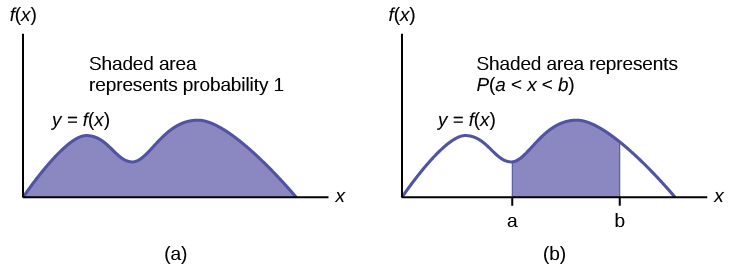 f(x)
Shaded area
represents probability 1
y = f(x)
x
(a)
f(x)
Shaded area represents
P(a < x < b)
y = f(x)
x
a
b
(b)